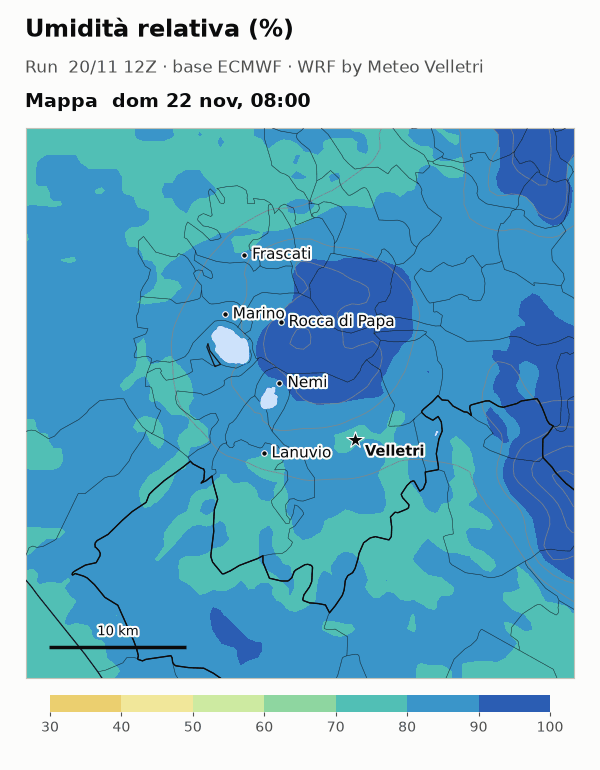 Umidità relativa (%)
Run  20/11 12Z · base ECMWF · WRF by Meteo Velletri
Mappa  dom 22 nov, 08:00
Frascati
Marino
Rocca di Papa
Nemi
Velletri
Lanuvio
10 km
30 40 50 60 70 80 90 100